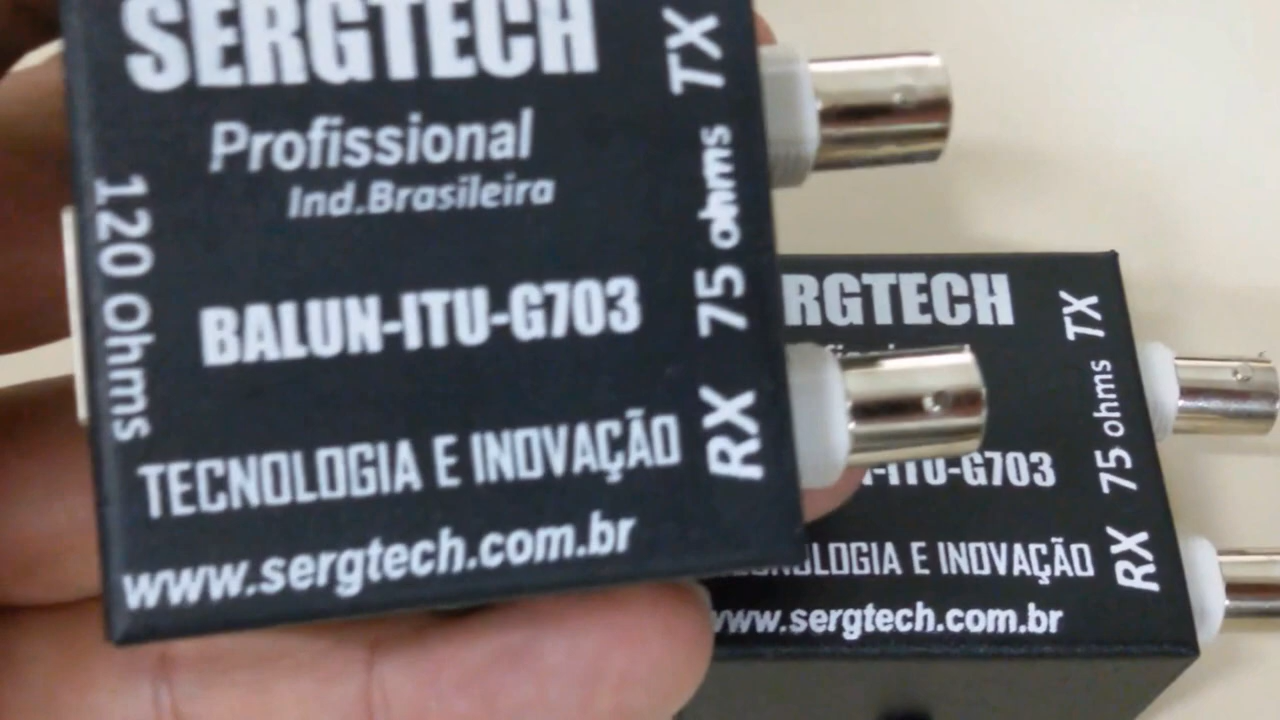 SERGTECH
Profissional
Ind.Brasileira
BALUN-ITU-G703
TECNOLOGIA E INOVAÇÃO
www.sergtech.com.br
120 Ohms
TX
75 ohms
RX
RGTECH
-ITU-G703
OLOGIA E INOVAÇÃO
www.sergtech.com.br
TX
75 ohms
RX